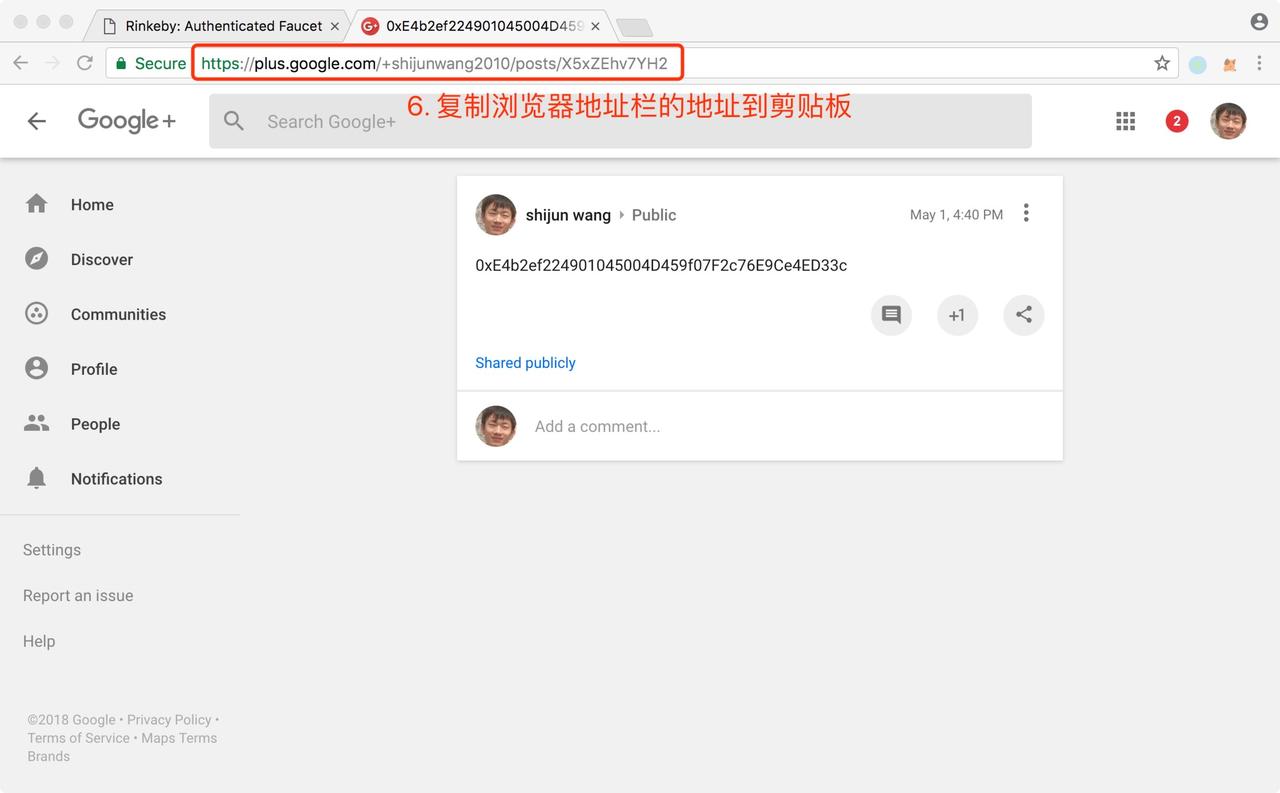 Rinkeby: Authenticated Faucet
0xE4b2ef224901045004D459
Secure
https://plus.google.com/+shijunwang2010/posts/X5xZEhv7YH2
6. 复制浏览器地址栏的地址到剪贴板
Google+
Search Google+
2
Home
Discover
Communities
Profile
People
Notifications
Settings
Report an issue
Help
©2018 Google • Privacy Policy •
Terms of Service • Maps Terms
Brands
shijun wang
Public
May 1, 4:40 PM
0xE4b2ef224901045004D459f07F2c76E9Ce4ED33c
+1
Shared publicly
Add a comment...